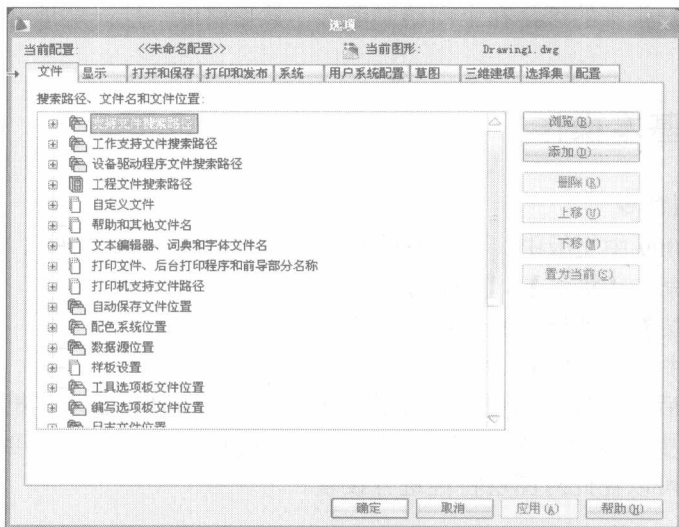 选项
当前配置: <<未命名配置>> 当前图形: Drawing1.dwg
文件 显示 打开和保存 打印和发布 系统 用户系统配置 草图 三维建模 选择集 配置
搜索路径、文件名和文件位置:
支持文件搜索路径
工作支持文件搜索路径
设备驱动程序文件搜索路径
工程文件搜索路径
自定义文件
帮助和其他文件名
文本编辑器、词典和字体文件名
打印文件、后台打印程序和前导部分名称
打印机支持文件路径
自动保存文件位置
配色系统位置
数据源位置
样板设置
工具选项板文件位置
编写选项板文件位置
日志文件位置
浏览(B)...
添加(D)...
删除(R)
上移(U)
下移(M)
置为当前(S)
确定 取消 应用(A) 帮助(H)